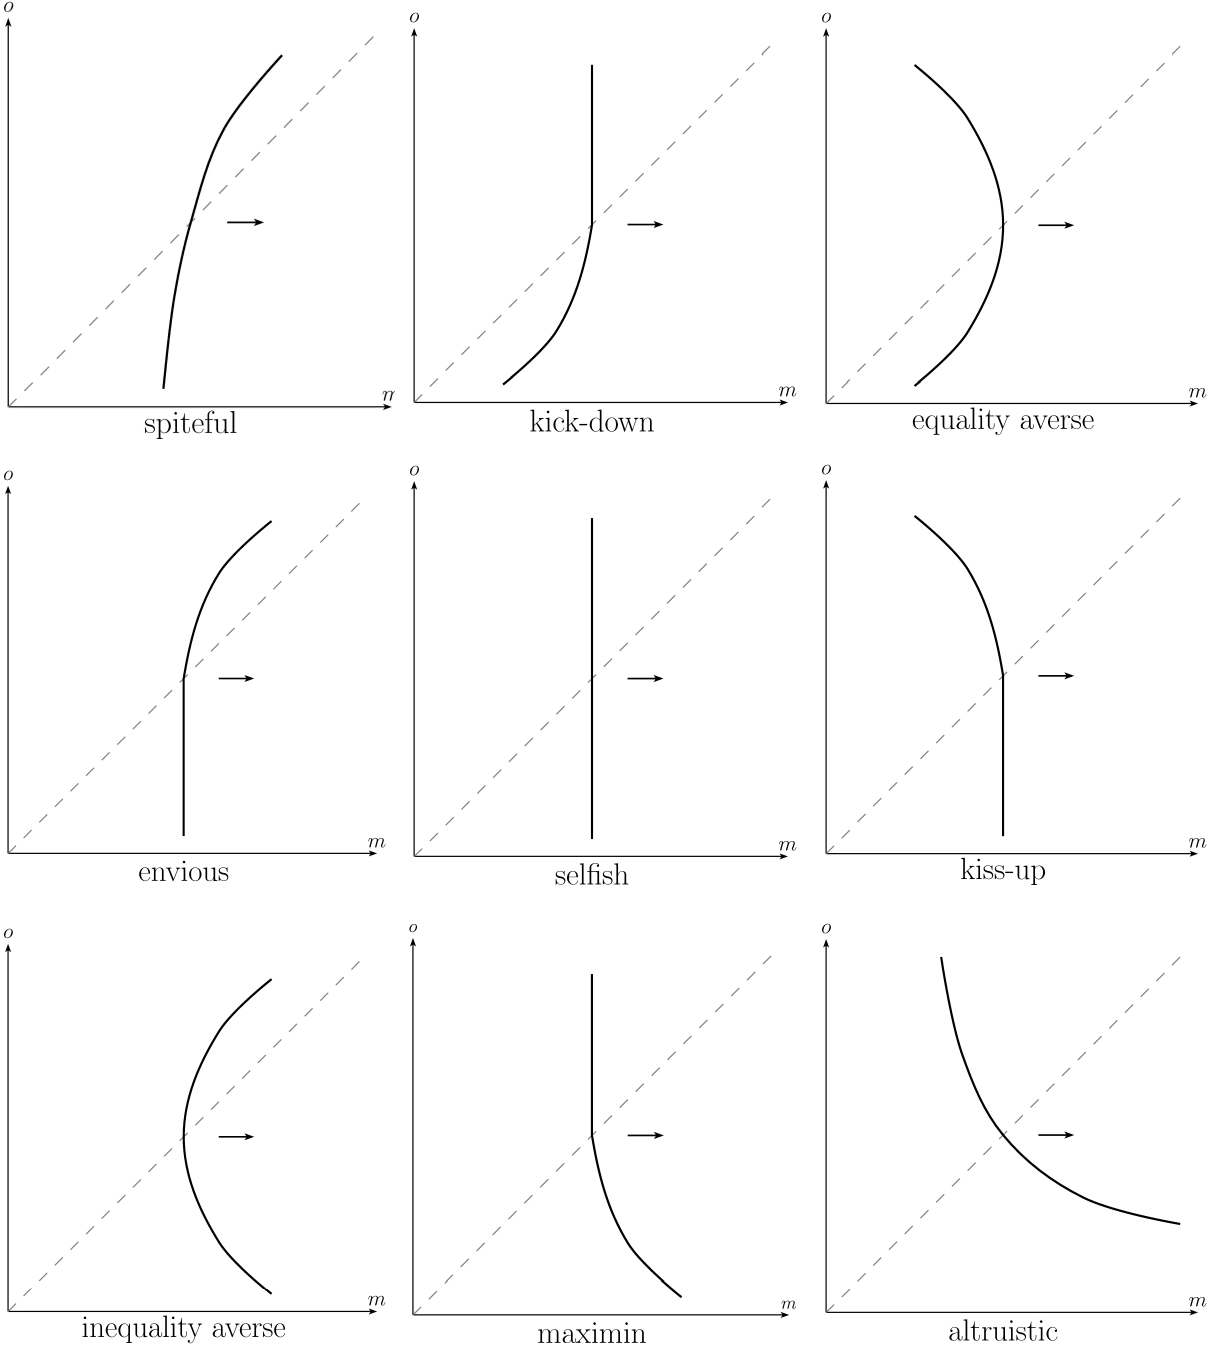 o o o
m m m
spiteful kick-down equality averse
o o o
m m m
envious selfish kiss-up
o o o
m m m
inequality averse maximin altruistic